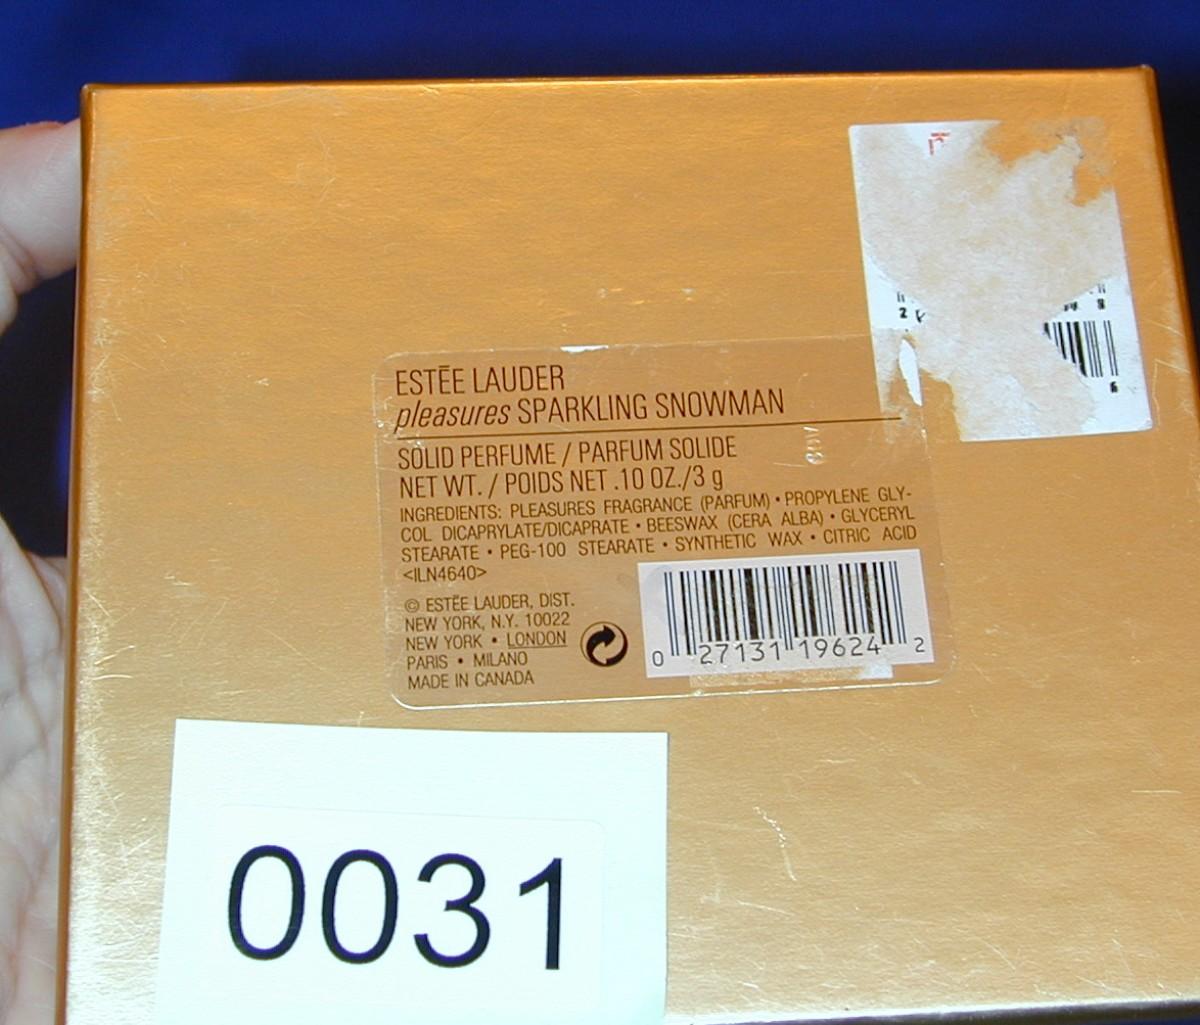 ESTĒE LAUDER
pleasures SPARKLING SNOWMAN
SOLID PERFUME / PARFUM SOLIDE
NET WT. / POIDS NET .10 OZ./3 g
INGREDIENTS: PLEASURES FRAGRANCE (PARFUM) • PROPYLENE GLY-
COL DICAPRYLATE/DICAPRATE • BEESWAX (CERA ALBA) • GLYCERYL
STEARATE • PEG-100 STEARATE • SYNTHETIC WAX • CITRIC ACID
<ILN4640>
© ESTĒE LAUDER, DIST.
NEW YORK, N.Y. 10022
NEW YORK • LONDON
PARIS • MILANO
MADE IN CANADA
0 27131 19624 2
0031